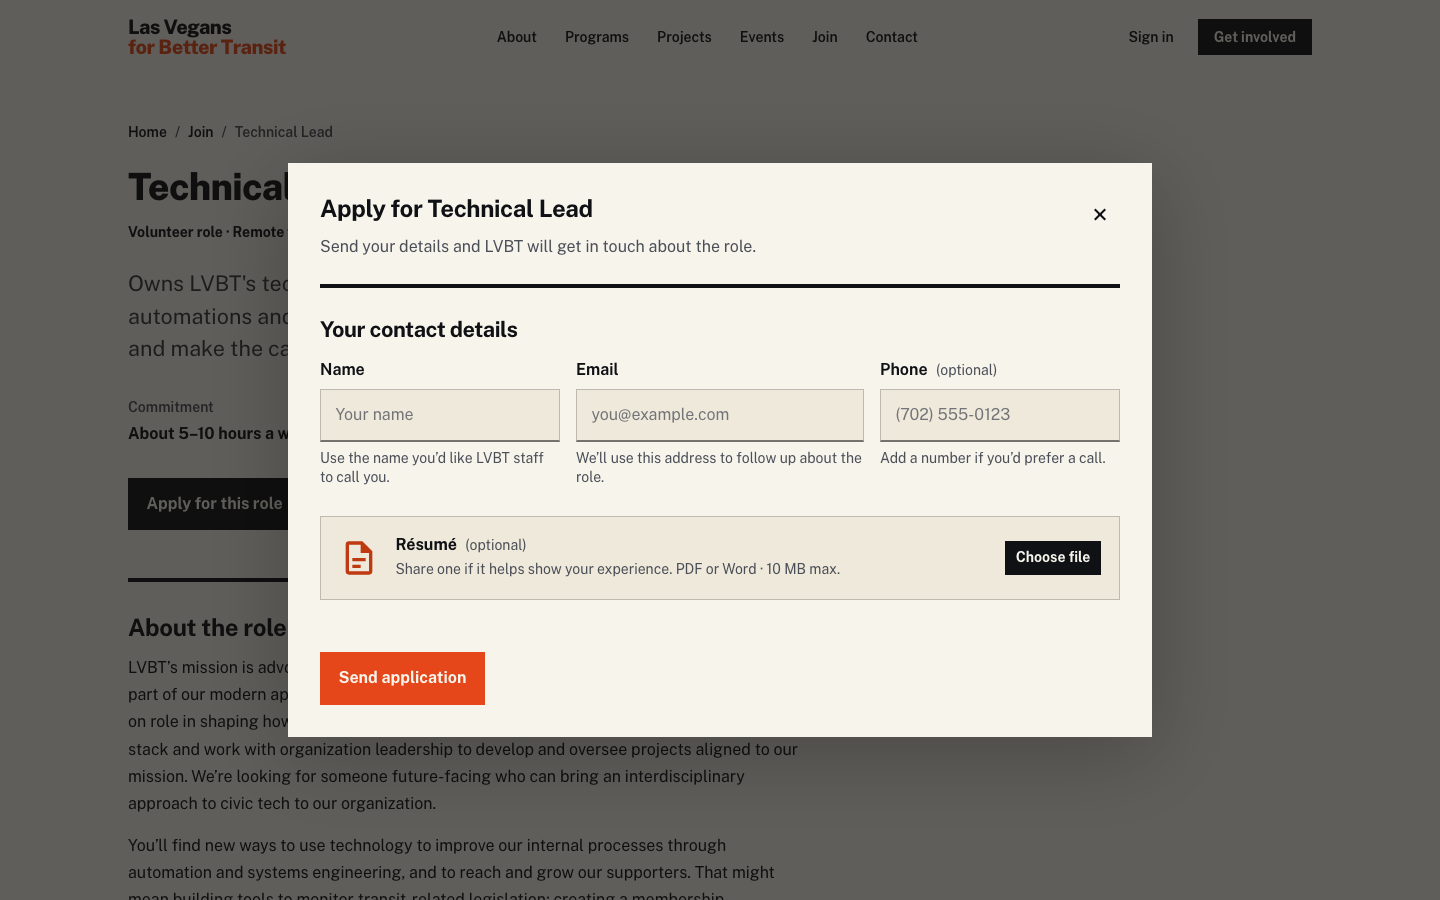 Las Vegans
for Better Transit
About Programs Projects Events Join Contact
Sign in Get involved
Home / Join / Technical Lead
Technical
Volunteer role · Remote
Owns LVBT's
automations
and make the
Commitment
About 5–10 hours a
Apply for this role
Apply for Technical Lead
✕
Send your details and LVBT will get in touch about the role.
Your contact details
Name Email Phone (optional)
Your name you@example.com (702) 555-0123
Use the name you’d like LVBT staff
to call you.
We’ll use this address to follow up about the
role.
Add a number if you’d prefer a call.
Résumé (optional)
Share one if it helps show your experience. PDF or Word · 10 MB max.
Choose file
Send application
About the role
LVBT’s mission is
part of our modern
on role in shaping how
stack and work with organization leadership to develop and oversee projects aligned to our
mission. We’re looking for someone future-facing who can bring an interdisciplinary
approach to civic tech to our organization.
You’ll find new ways to use technology to improve our internal processes through
automation and systems engineering, and to reach and grow our supporters. That might
mean building tools to monitor transit-related legislation; creating a membership